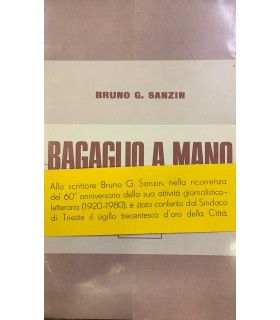 BRUNO G. SANZIN
BAGAGLIO A MANO
Allo scrittore Bruno G. Sanzin, nella ricorrenza
del 60° anniversario della sua attività giornalistico-
letteraria (1920-1980), è stato conferito dal Sindaco
di Trieste il sigillo trecentesco d'oro della Città.